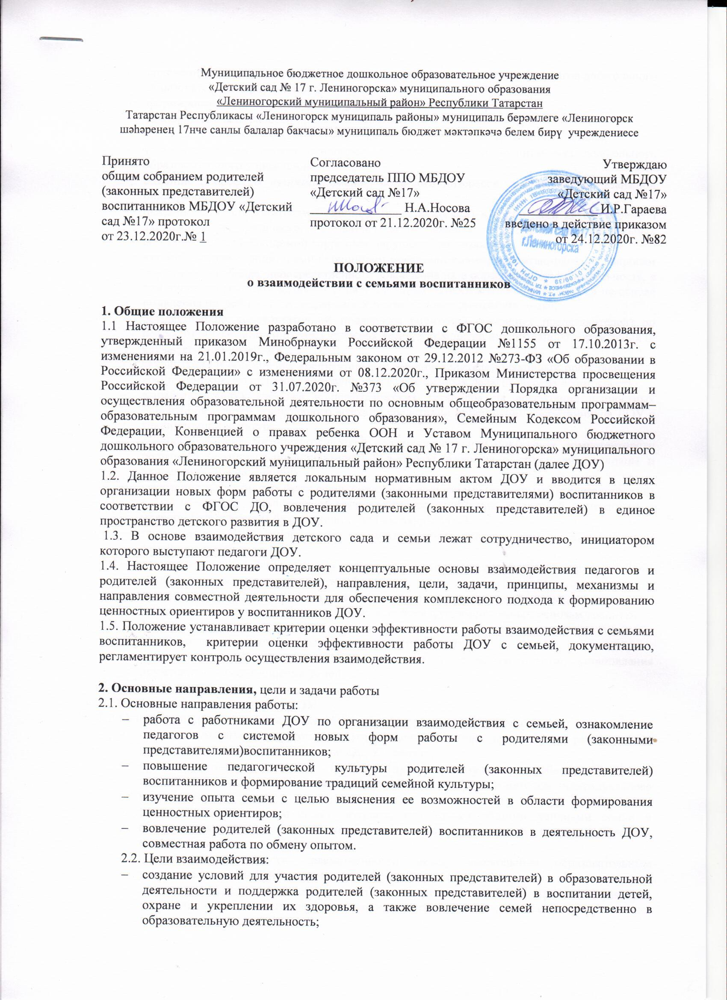 Муниципальное бюджетное дошкольное образовательное учреждение
«Детский сад № 17 г. Лениногорска» муниципального образования
«Лениногорский муниципальный район» Республики Татарстан
Татарстан Республикасы «Лениногорск муниципаль районы» муниципаль берәмлеге «Лениногорск
шәһәренең 17нче санлы балалар бакчасы» муниципаль бюджет мәктәпкәчә белем бирү учреждениесе
Принято
общим собранием родителей
(законных представителей)
воспитанников МБДОУ «Детский
сад №17» протокол
от 23.12.2020г.№ 1
Согласовано
председатель ППО МБДОУ
«Детский сад №17»
_______________ Н.А.Носова
протокол от 21.12.2020г. №25
Утверждаю
заведующий МБДОУ
«Детский сад №17»
_____________И.Р.Гараева
введено в действие приказом
от 24.12.2020г. №82
"Детский сад №17
г.Лениногорска"
ПОЛОЖЕНИЕ
о взаимодействии с семьями воспитанников
1. Общие положения
1.1 Настоящее Положение разработано в соответствии с ФГОС дошкольного образования,
утвержденный приказом Минобрнауки Российской Федерации №1155 от 17.10.2013г. с
изменениями на 21.01.2019г., Федеральным законом от 29.12.2012 №273-ФЗ «Об образовании в
Российской Федерации» с изменениями от 08.12.2020г., Приказом Министерства просвещения
Российской Федерации от 31.07.2020г. №373 «Об утверждении Порядка организации и
осуществления образовательной деятельности по основным общеобразовательным программам–
образовательным программам дошкольного образования», Семейным Кодексом Российской
Федерации, Конвенцией о правах ребенка ООН и Уставом Муниципального бюджетного
дошкольного образовательного учреждения «Детский сад № 17 г. Лениногорска» муниципального
образования «Лениногорский муниципальный район» Республики Татарстан (далее ДОУ)
1.2. Данное Положение является локальным нормативным актом ДОУ и вводится в целях
организации новых форм работы с родителями (законными представителями) воспитанников в
соответствии с ФГОС ДО, вовлечения родителей (законных представителей) в единое
пространство детского развития в ДОУ.
1.3. В основе взаимодействия детского сада и семьи лежат сотрудничество, инициатором
которого выступают педагоги ДОУ.
1.4. Настоящее Положение определяет концептуальные основы взаимодействия педагогов и
родителей (законных представителей), направления, цели, задачи, принципы, механизмы и
направления совместной деятельности для обеспечения комплексного подхода к формированию
ценностных ориентиров у воспитанников ДОУ.
1.5. Положение устанавливает критерии оценки эффективности работы взаимодействия с семьями
воспитанников, критерии оценки эффективности работы ДОУ с семьей, документацию,
регламентирует контроль осуществления взаимодействия.
2. Основные направления, цели и задачи работы
2.1. Основные направления работы:
– работа с работниками ДОУ по организации взаимодействия с семьей, ознакомление
педагогов с системой новых форм работы с родителями (законными
представителями)воспитанников;
– повышение педагогической культуры родителей (законных представителей)
воспитанников и формирование традиций семейной культуры;
– изучение опыта семьи с целью выяснения ее возможностей в области формирования
ценностных ориентиров;
– вовлечение родителей (законных представителей) воспитанников в деятельность ДОУ,
совместная работа по обмену опытом.
2.2. Цели взаимодействия:
– создание условий для участия родителей (законных представителей) в образовательной
деятельности и поддержка родителей (законных представителей) в воспитании детей,
охране и укреплении их здоровья, а также вовлечение семей непосредственно в
образовательную деятельность;